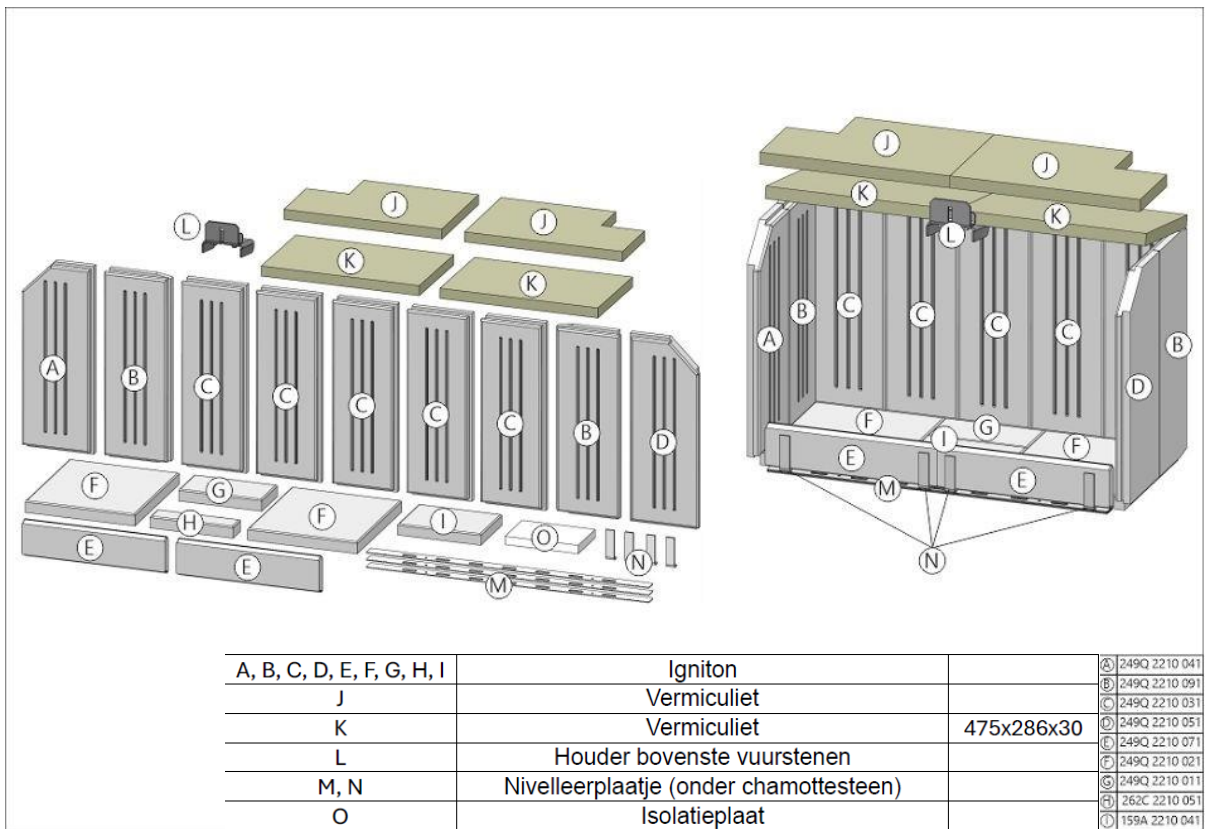 J
J
L
K
K
A
B
C
C
C
C
C
B
D
F
G
H
F
I
O
N
E
E
M
J
J
K
K
L
A
B
C
C
C
C
B
D
F
G
I
F
E
E
M
N
A, B, C, D, E, F, G, H, I Igniton
J Vermiculiet
K Vermiculiet 475x286x30
L Houder bovenste vuurstenen
M, N Nivelleerplaatje (onder chamottesteen)
O Isolatieplaat
A 249Q 2210 041
B 249Q 2210 091
C 249Q 2210 031
D 249Q 2210 051
E 249Q 2210 071
F 249Q 2210 021
G 249Q 2210 011
H 262C 2210 051
I 159A 2210 041